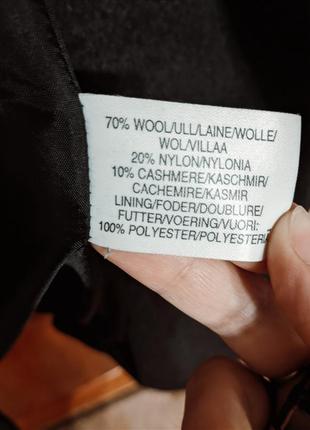 70% WOOL/ULL/LAINE/WOLLE/
WOL/VILLAA
20% NYLON/NYLONIA
10% CASHMERE/KASCHMIR/
CACHEMIRE/KASMIR
LINING/FODER/DOUBLURE/
FUTTER/VOERING/VUORI:
100% POLYESTER/POLYESTERIA